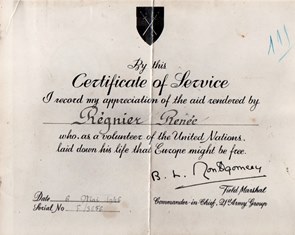 By this
Certificate of Service
I record my appreciation of the aid rendered by
Régnier Renée
who, as a volunteer of the United Nations,
laid down his life that Europe might be free.
B. L. Montgomery
Field Marshal
Commander-in-Chief, 21st Army Group
Date
Serial No.